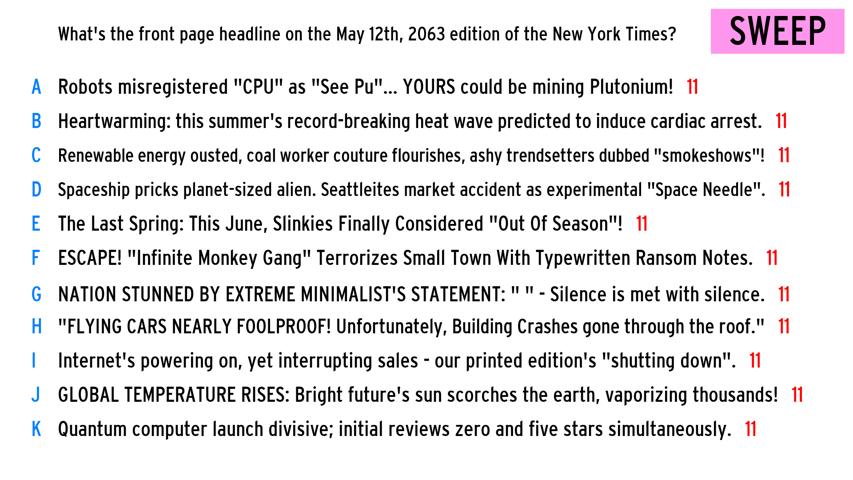 What's the front page headline on the May 12th, 2063 edition of the New York Times?
SWEEP
A Robots misregistered "CPU" as "See Pu"... YOURS could be mining Plutonium! 11
B Heartwarming: this summer's record-breaking heat wave predicted to induce cardiac arrest. 11
C Renewable energy ousted, coal worker couture flourishes, ashy trendsetters dubbed "smokeshows"! 11
D Spaceship pricks planet-sized alien. Seattleites market accident as experimental "Space Needle". 11
E The Last Spring: This June, Slinkies Finally Considered "Out Of Season"! 11
F ESCAPE! "Infinite Monkey Gang" Terrorizes Small Town With Typewritten Ransom Notes. 11
G NATION STUNNED BY EXTREME MINIMALIST'S STATEMENT: " " - Silence is met with silence. 11
H "FLYING CARS NEARLY FOOLPROOF! Unfortunately, Building Crashes gone through the roof." 11
I Internet's powering on, yet interrupting sales - our printed edition's "shutting down". 11
J GLOBAL TEMPERATURE RISES: Bright future's sun scorches the earth, vaporizing thousands! 11
K Quantum computer launch divisive; initial reviews zero and five stars simultaneously. 11